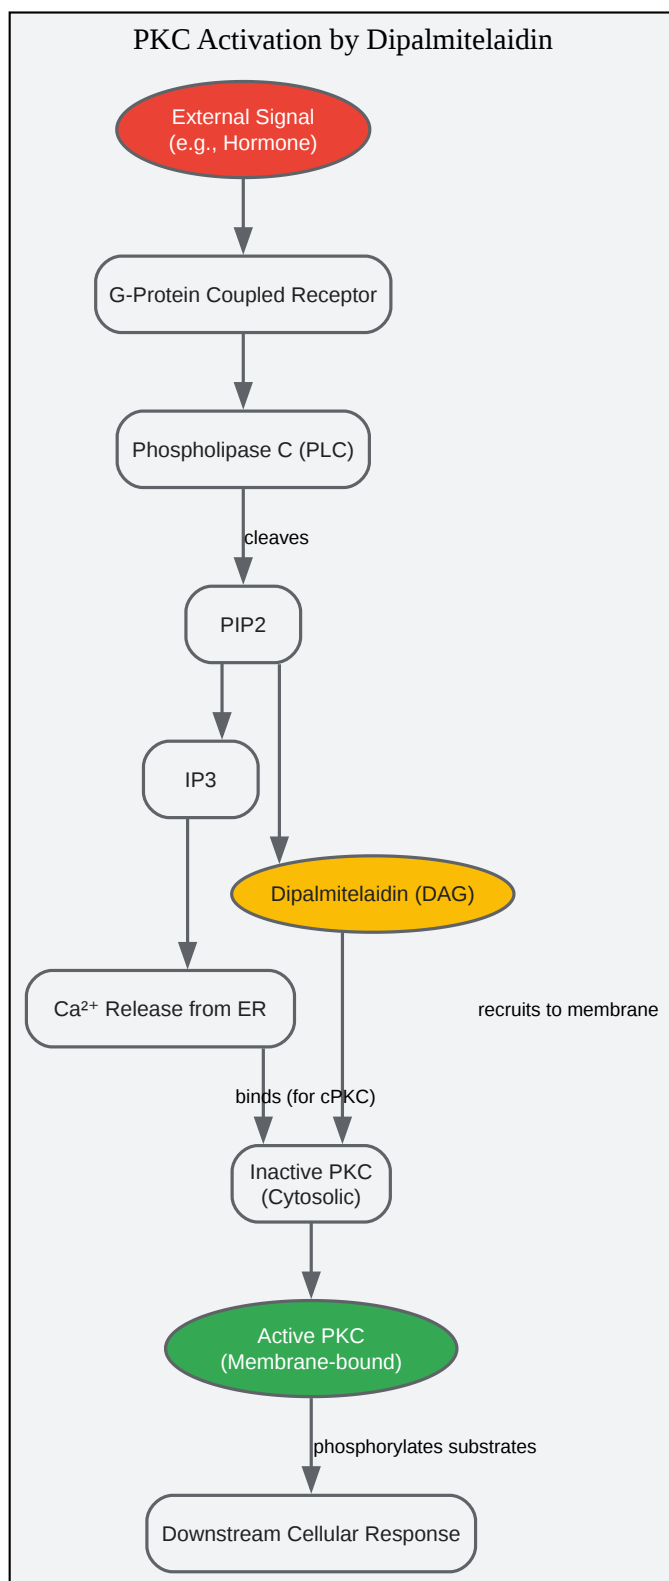 PKC Activation by Dipalmitelaidin
External Signal
(e.g., Hormone)
G-Protein Coupled Receptor
Phospholipase C (PLC)
cleaves
PIP2
IP3
Dipalmitelaidin (DAG)
Ca²⁺ Release from ER
recruits to membrane
binds (for cPKC)
Inactive PKC
(Cytosolic)
Active PKC
(Membrane-bound)
phosphorylates substrates
Downstream Cellular Response